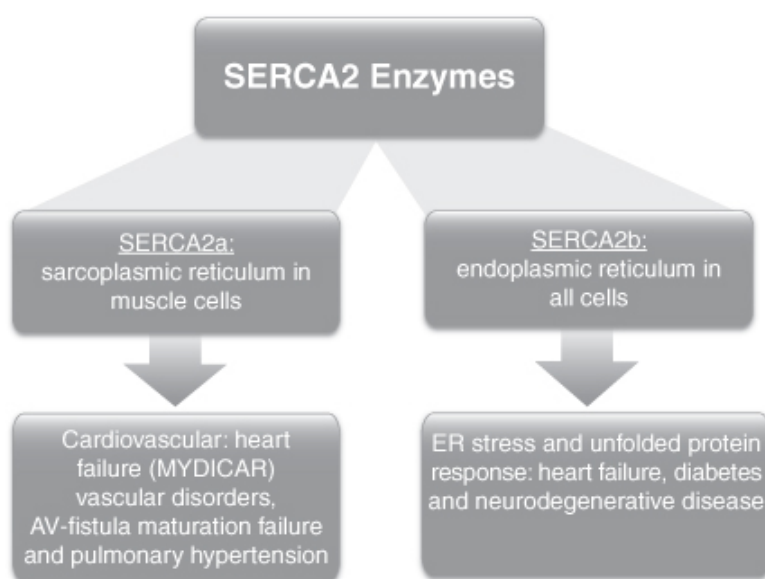 SERCA2 Enzymes
SERCA2a:
sarcoplasmic reticulum in
muscle cells
SERCA2b:
endoplasmic reticulum in
all cells
Cardiovascular: heart
failure (MYDICAR)
vascular disorders,
AV-fistula maturation failure
and pulmonary hypertension
ER stress and unfolded protein
response: heart failure, diabetes
and neurodegenerative disease